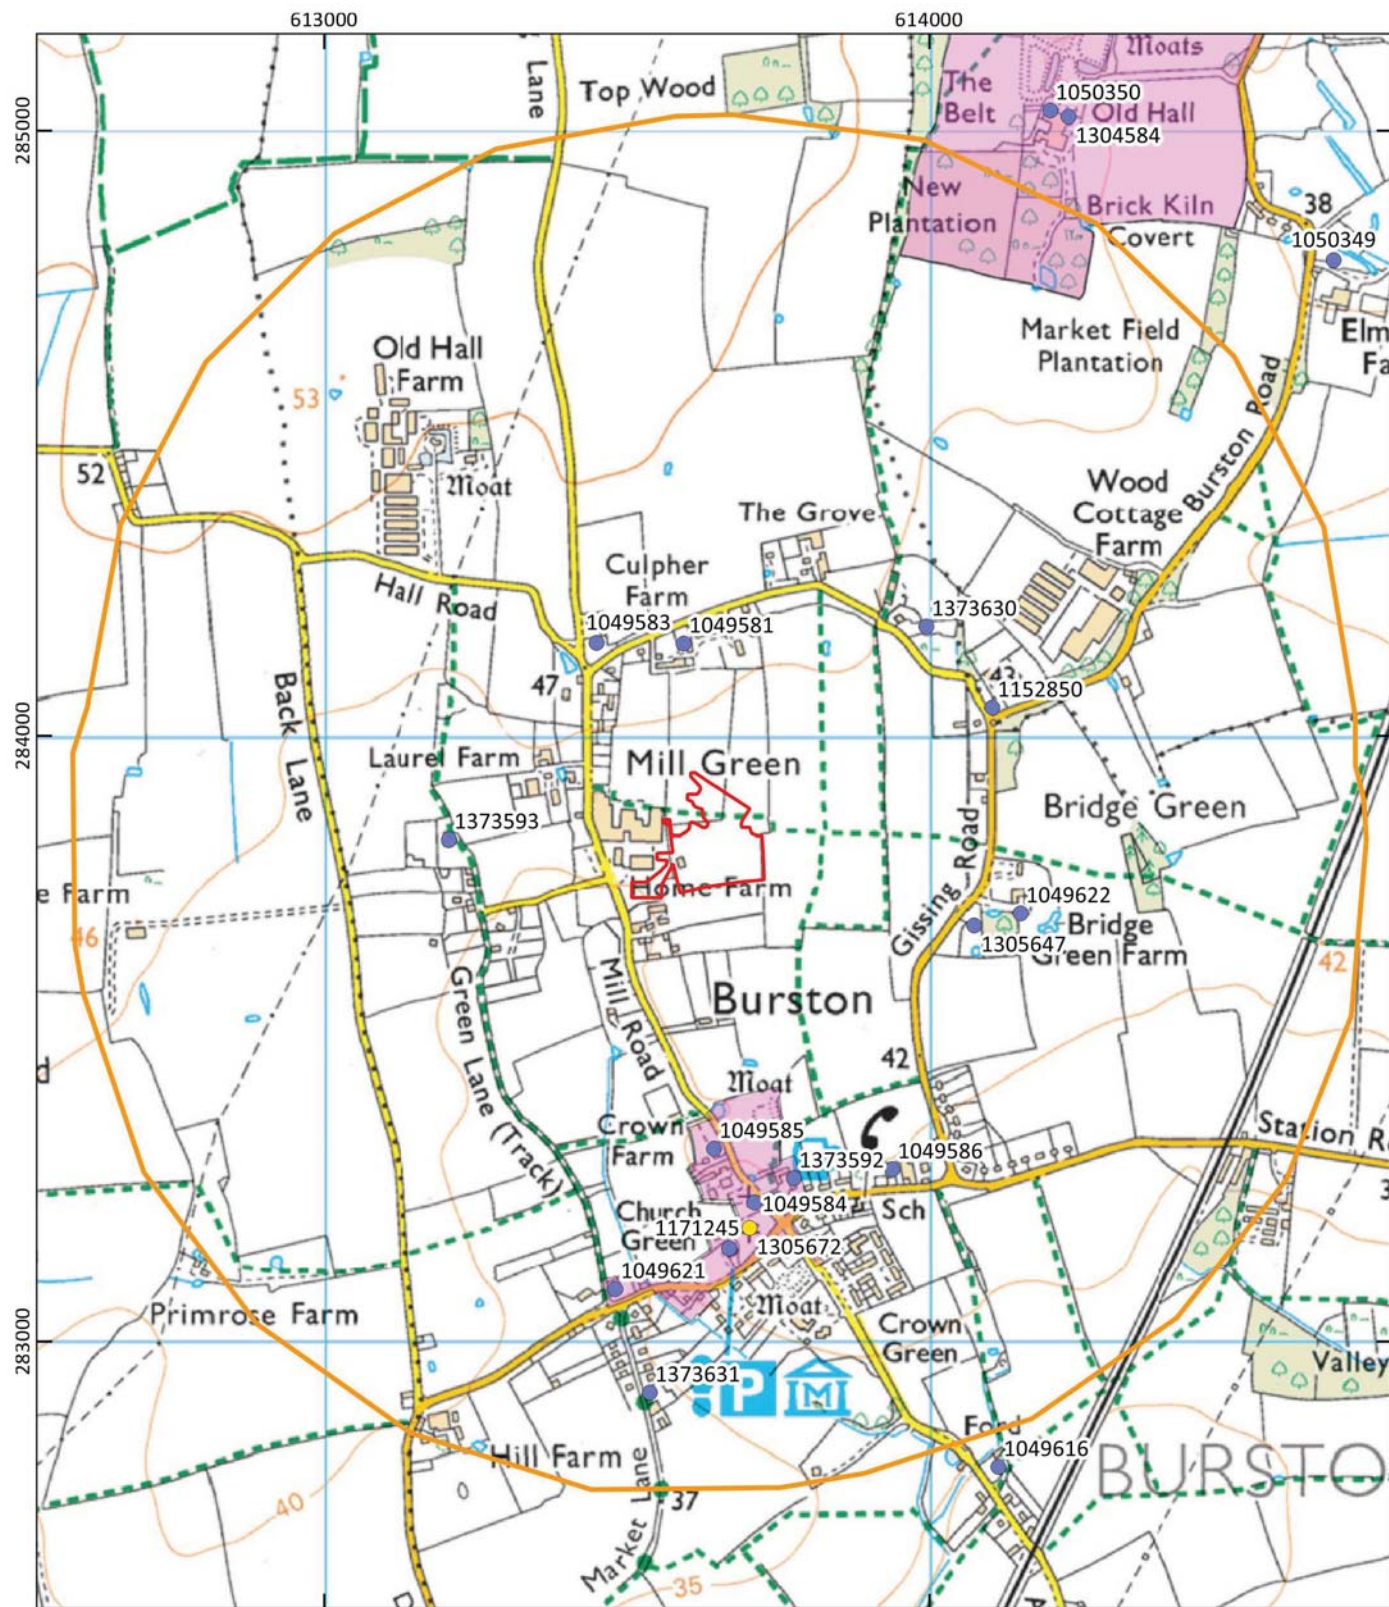 613000
614000
285000
284000
283000
Lane
Top Wood
Moats
The
Belt
1050350
Old Hall
1304584
New
Plantation
Brick Kiln
Covert
38
1050349
Old Hall
Farm
53
Market Field
Plantation
Elm
Fa
52
Moat
The Grove
Wood
Cottage
Farm
Burston Road
Culpher
Farm
Hall Road
1049583
1049581
1373630
47
43
1152850
Back Lane
Laurel Farm
Mill Green
Bridge Green
1373593
e Farm
Home Farm
46
Gissing Road
1049622
1305647
Bridge
Green Farm
42
Green Lane (Track)
Mill Road
Burston
d
42
Moat
Crown
Farm
1049585
1373592
1049586
Station R
3
1049584
Sch
Church
Green
1171245
1305672
1049621
Primrose Farm
Moat
Crown
Green
Valley
1373631
P
M
Hill Farm
Ford
1049616
BURSTO
40
Market Lane
37
35
D